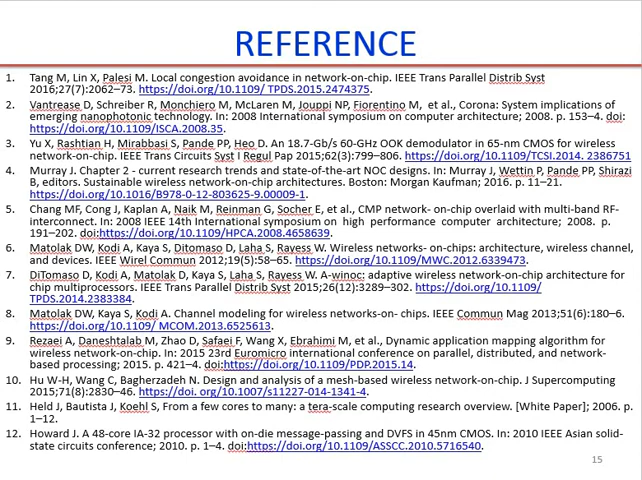 REFERENCE
1. Tang M, Lin X, Palesi M. Local congestion avoidance in network-on-chip. IEEE Trans Parallel Distrib Syst
2016;27(7):2062–73. https://doi.org/10.1109/ TPDS.2015.2474375.
2. Vantrease D, Schreiber R, Monchiero M, McLaren M, Jouppi NP, Fiorentino M, et al., Corona: System implications of
emerging nanophotonic technology. In: 2008 International symposium on computer architecture; 2008. p. 153–4. doi:
https://doi.org/10.1109/ISCA.2008.35.
3. Yu X, Rashtian H, Mirabbasi S, Pande PP, Heo D. An 18.7-Gb/s 60-GHz OOK demodulator in 65-nm CMOS for wireless
network-on-chip. IEEE Trans Circuits Syst I Regul Pap 2015;62(3):799–806. https://doi.org/10.1109/TCSI.2014. 2386751
4. Murray J. Chapter 2 - current research trends and state-of-the-art NOC designs. In: Murray J, Wettin P, Pande PP, Shirazi
B, editors. Sustainable wireless network-on-chip architectures. Boston: Morgan Kaufman; 2016. p. 11–21.
https://doi.org/10.1016/B978-0-12-803625-9.00009-1.
5. Chang MF, Cong J, Kaplan A, Naik M, Reinman G, Socher E, et al., CMP network- on-chip overlaid with multi-band RF-
interconnect. In: 2008 IEEE 14th International symposium on high performance computer architecture; 2008. p.
191–202. doi:https://doi.org/10.1109/HPCA.2008.4658639.
6. Matolak DW, Kodi A, Kaya S, Ditomaso D, Laha S, Rayess W. Wireless networks- on-chips: architecture, wireless channel,
and devices. IEEE Wirel Commun 2012;19(5):58–65. https://doi.org/10.1109/MWC.2012.6339473.
7. DiTomaso D, Kodi A, Matolak D, Kaya S, Laha S, Rayess W. A-winoc: adaptive wireless network-on-chip architecture for
chip multiprocessors. IEEE Trans Parallel Distrib Syst 2015;26(12):3289–302. https://doi.org/10.1109/
TPDS.2014.2383384.
8. Matolak DW, Kaya S, Kodi A. Channel modeling for wireless networks-on- chips. IEEE Commun Mag 2013;51(6):180–6.
https://doi.org/10.1109/ MCOM.2013.6525613.
9. Rezaei A, Daneshtalab M, Zhao D, Safaei F, Wang X, Ebrahimi M, et al., Dynamic application mapping algorithm for
wireless network-on-chip. In: 2015 23rd Euromicro international conference on parallel, distributed, and network-
based processing; 2015. p. 421–4. doi:https://doi.org/10.1109/PDP.2015.14.
10. Hu W-H, Wang C, Bagherzadeh N. Design and analysis of a mesh-based wireless network-on-chip. J Supercomputing
2015;71(8):2830–46. https://doi. org/10.1007/s11227-014-1341-4.
11. Held J, Bautista J, Koehl S, From a few cores to many: a tera-scale computing research overview. [White Paper]; 2006. p.
1–12.
12. Howard J. A 48-core IA-32 processor with on-die message-passing and DVFS in 45nm CMOS. In: 2010 IEEE Asian solid-
state circuits conference; 2010. p. 1–4. doi:https://doi.org/10.1109/ASSCC.2010.5716540.
15